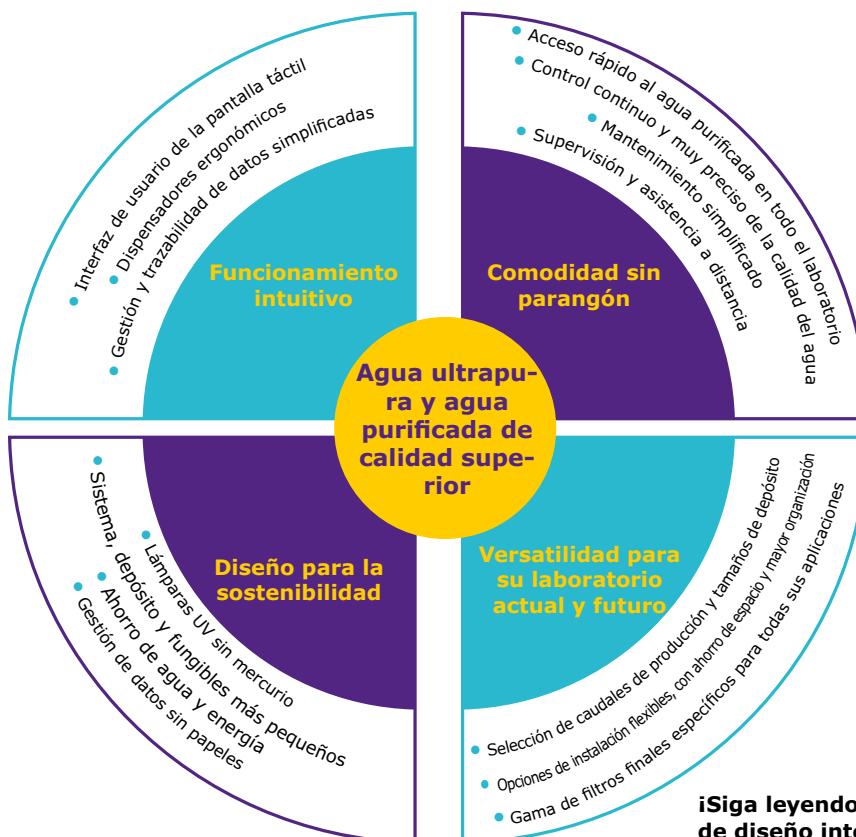 Interfaz de usuario de la pantalla táctil
Dispensadores ergonómicos
Gestión y trazabilidad de datos simplificadas
Funcionamiento
intuitivo
Acceso rápido al agua purificada en todo el laboratorio
Control continuo y muy preciso de la calidad del agua
Mantenimiento simplificado
Supervisión y asistencia a distancia
Comodidad sin
parangón
Agua ultrapu-
ra y agua
purificada de
calidad supe-
rior
Diseño para la
sostenibilidad
Lámparas UV sin mercurio
Sistema, depósito y fungibles más pequeños
Ahorro de agua y energía
Gestión de datos sin papeles
Versatilidad para
su laboratorio
actual y futuro
Selección de caudales de producción y tamaños de depósito
Opciones de instalación flexibles, con ahorro de espacio y mayor organización
Gama de filtros finales específicos para todas sus aplicaciones
¡Siga leyendo
de diseño inte